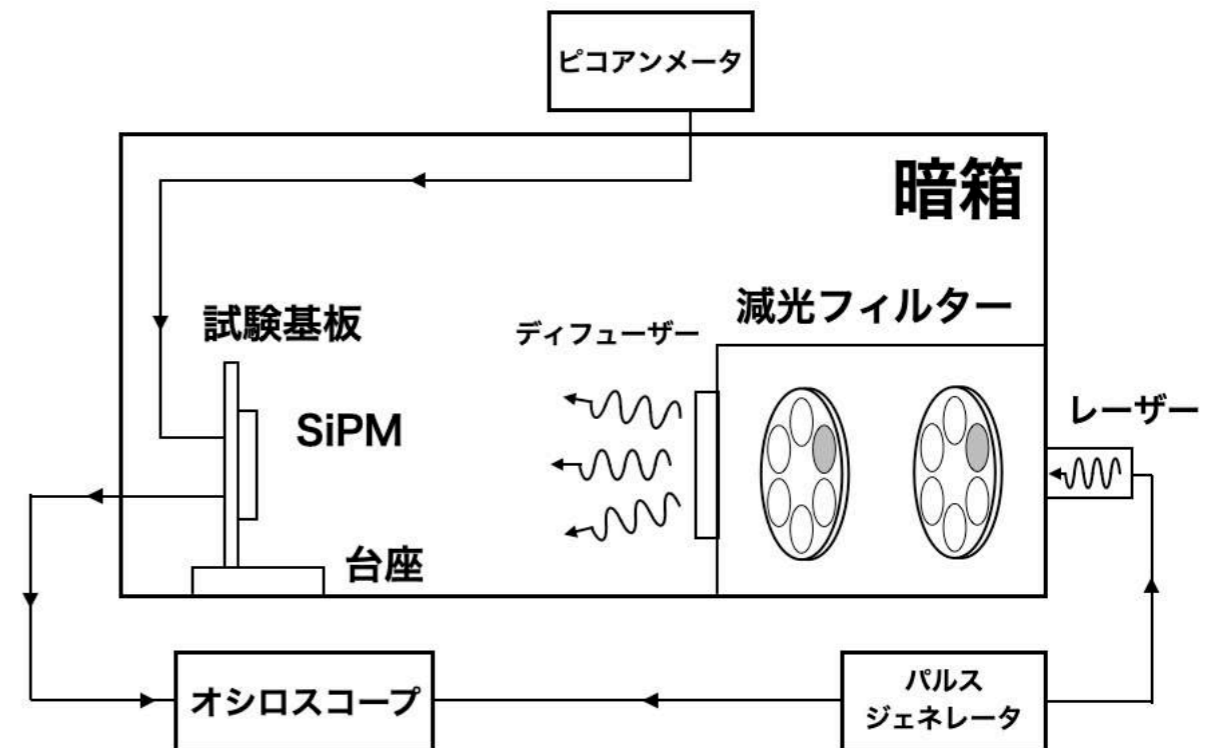 ピコアンメータ
暗箱
減光フィルター
試験基板
ディフューザー
レーザー
SiPM
台座
オシロスコープ
パルス
ジェネレータ